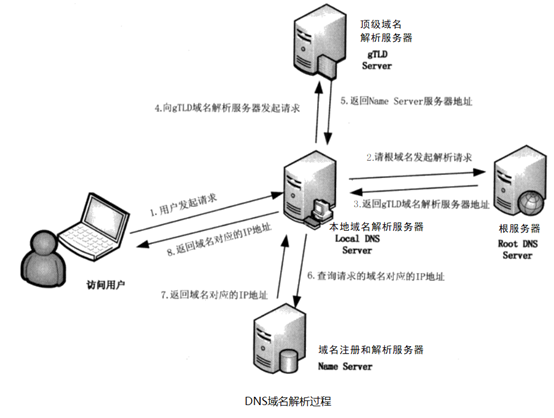 顶级域名
解析服务器
gTLD
Server
4.向gTLD域名解析服务器发起请求
5.返回Name Server服务器地址
2.请根域名发起解析请求
3.返回gTLD域名解析服务器地址
1.用户发起请求
8.返回域名对应的IP地址
本地域名解析服务器
Local DNS
Server
根服务器
Root DNS
Server
访问用户
6.查询请求的域名对应的IP地址
7.返回域名对应的IP地址
域名注册和解析服务器
Name Server
DNS域名解析过程